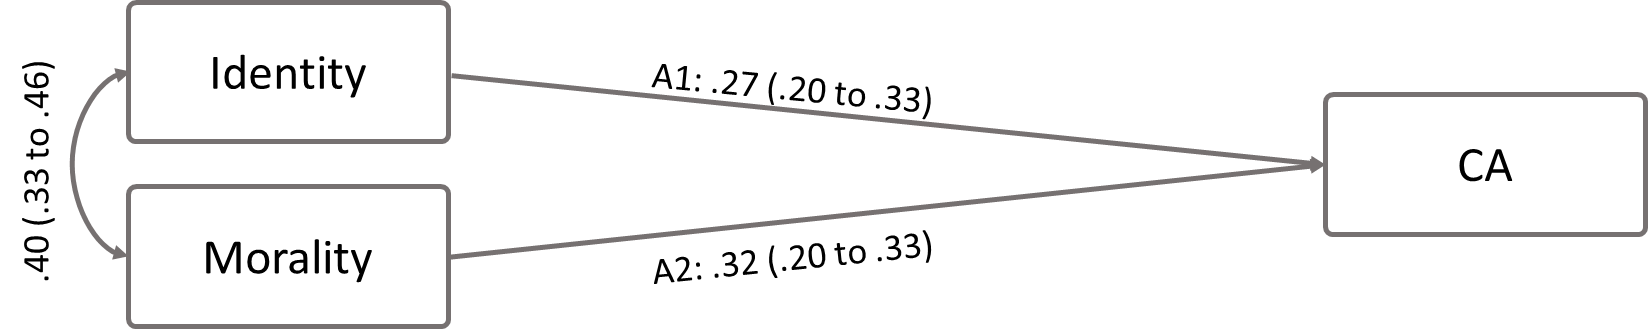 .40 (.33 to .46)
Identity
A1: .27 (.20 to .33)
CA
Morality
A2: .32 (.20 to .33)